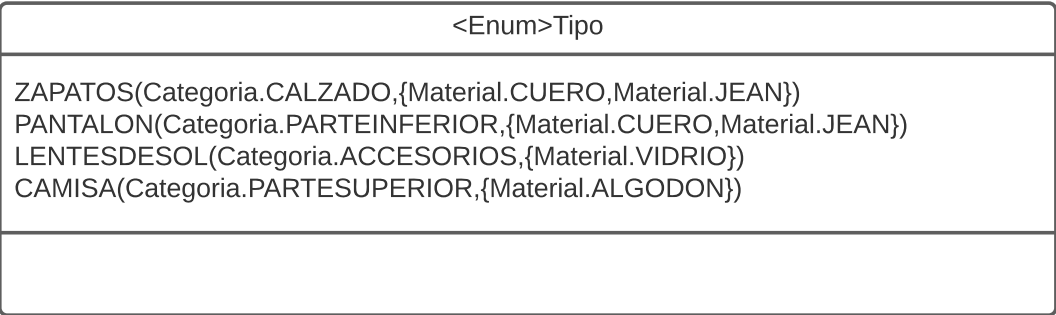 <Enum>Tipo
ZAPATOS(Categoria.CALZADO,{Material.CUERO,Material.JEAN})
PANTALON(Categoria.PARTEINFERIOR,{Material.CUERO,Material.JEAN})
LENTESDESOL(Categoria.ACCESORIOS,{Material.VIDRIO})
CAMISA(Categoria.PARTESUPERIOR,{Material.ALGODON})